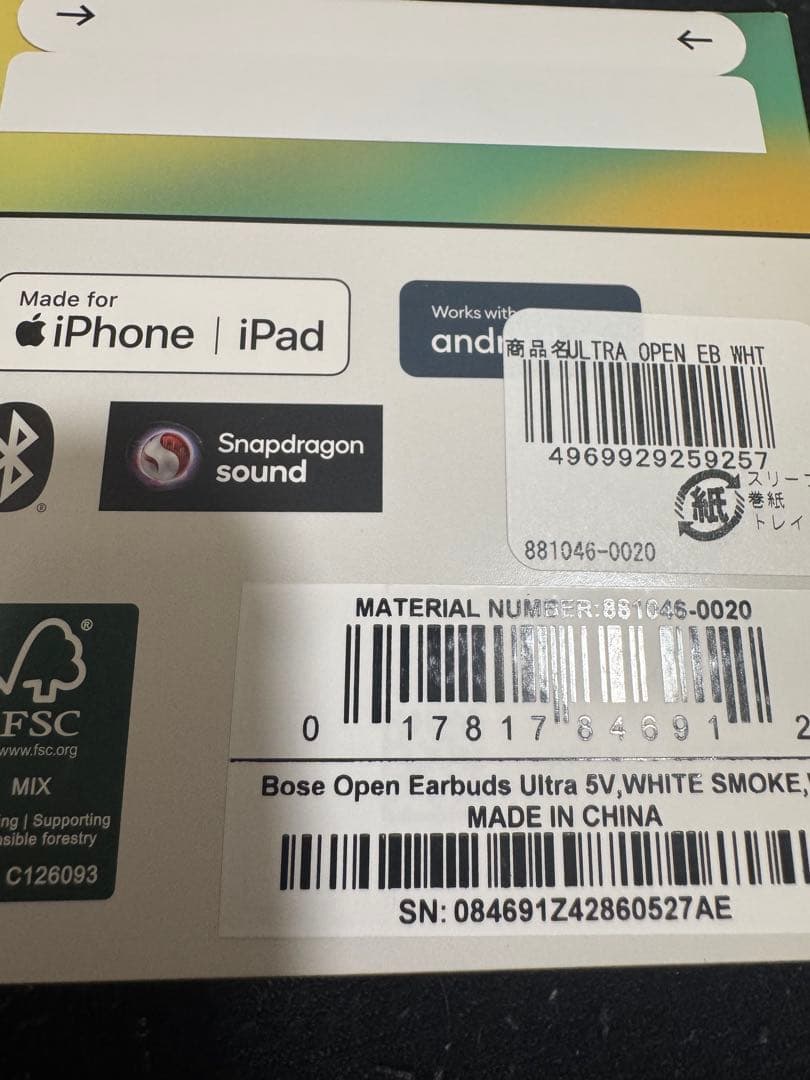 →
←
Made for
iPhone | iPad
Works with
andr
商品名ULTRA OPEN EB WHT
4969929259257
紙
スリー
巻紙
トレイ
881046-0020
Snapdragon
sound
®
MATERIAL NUMBER:881046-0020
0 17817 84691 2
®
FSC
www.fsc.org
MIX
ng | Supporting
sible forestry
C126093
Bose Open Earbuds Ultra 5V,WHITE SMOKE,
MADE IN CHINA
SN: 084691Z42860527AE